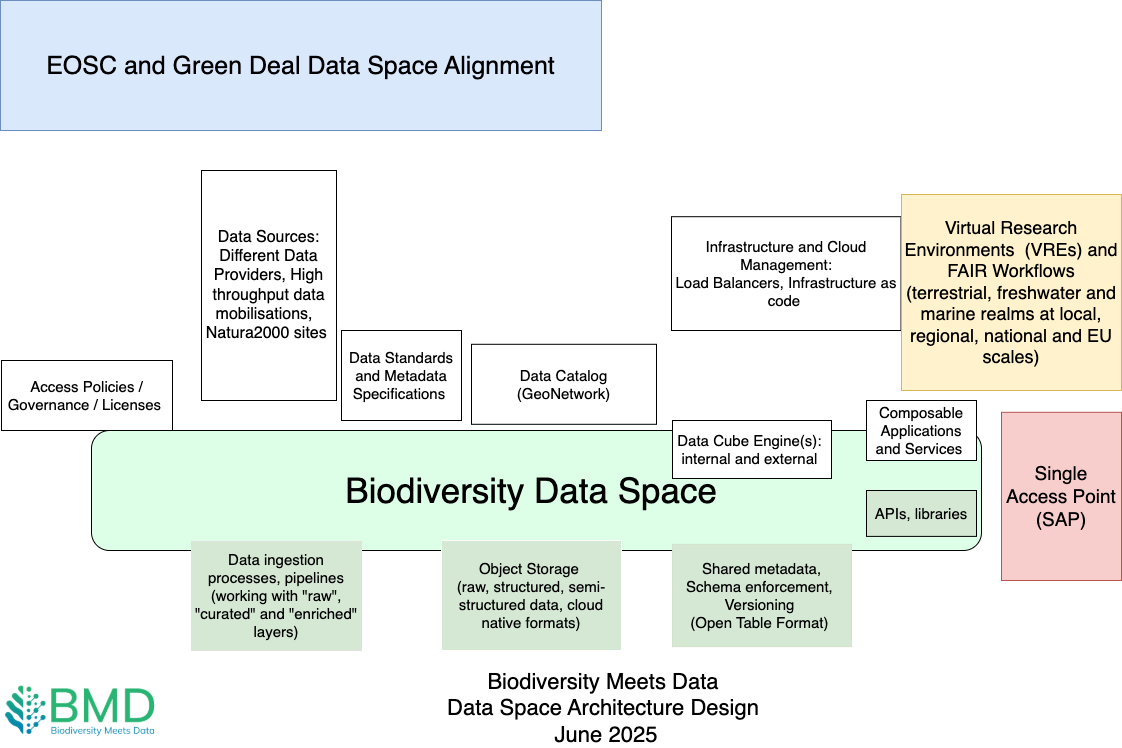 EOSC and Green Deal Data Space Alignment
Data Sources:
Different Data
Providers, High
throughput data
mobilisations,
Natura2000 sites
Infrastructure and Cloud
Management:
Load Balancers, Infrastructure as
code
Virtual Research
Environments (VREs) and
FAIR Workflows
(terrestrial, freshwater and
marine realms at local,
regional, national and EU
scales)
Access Policies /
Governance / Licenses
Data Standards
and Metadata
Specifications
Data Catalog
(GeoNetwork)
Data Cube Engine(s):
internal and external
Composable
Applications
and Services
Biodiversity Data Space
APIs, libraries
Single
Access Point
(SAP)
Data ingestion
processes, pipelines
(working with "raw",
"curated" and "enriched"
layers)
Object Storage
(raw, structured, semi-
structured data, cloud
native formats)
Shared metadata,
Schema enforcement,
Versioning
(Open Table Format)
BMD
Biodiversity Meets Data
Biodiversity Meets Data
Data Space Architecture Design
June 2025